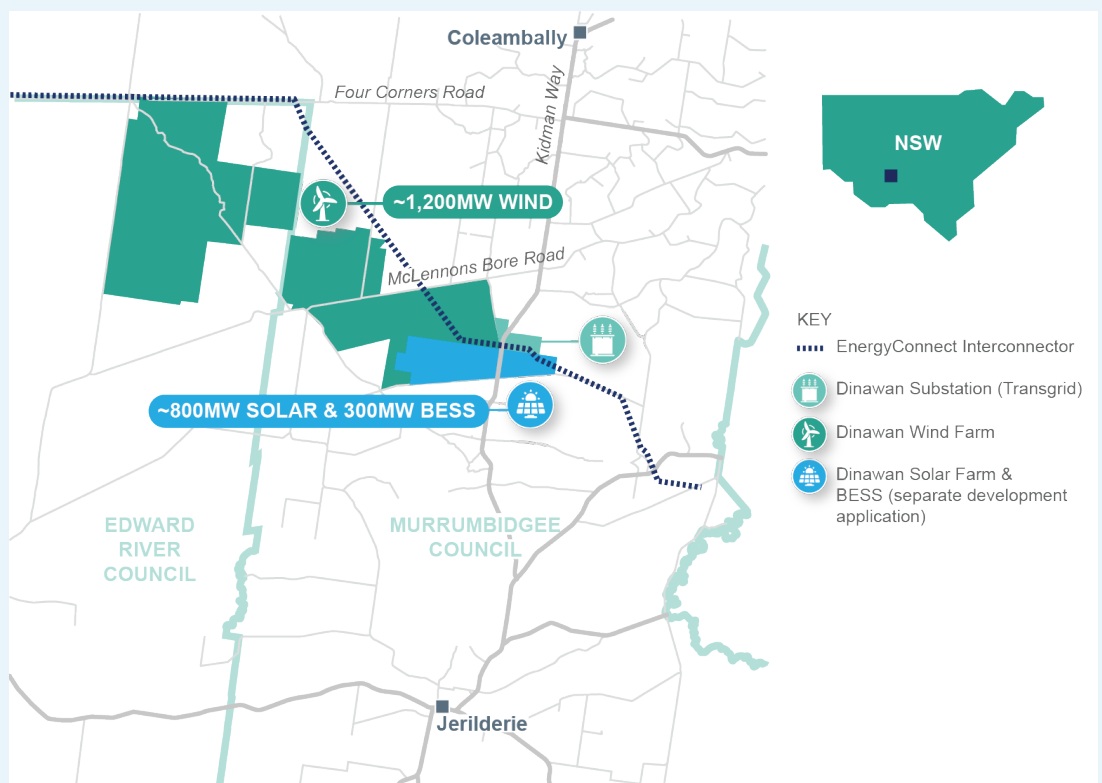 Coleambally
Four Corners Road
Kidman Way
NSW
~1,200MW WIND
McLennons Bore Road
~800MW SOLAR & 300MW BESS
EDWARD
RIVER
COUNCIL
MURRUMBIDGEE
COUNCIL
Jerilderie
KEY
EnergyConnect Interconnector
Dinawan Substation (Transgrid)
Dinawan Wind Farm
Dinawan Solar Farm &
BESS (separate development
application)